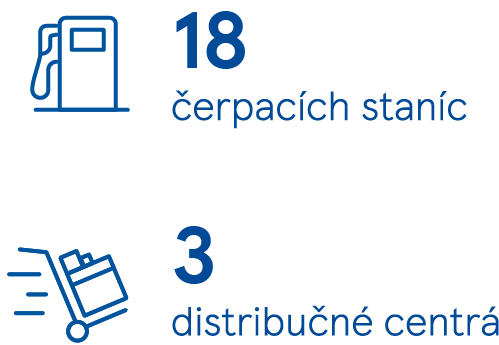 18
čerpacích staníc
3
distribučné centrá